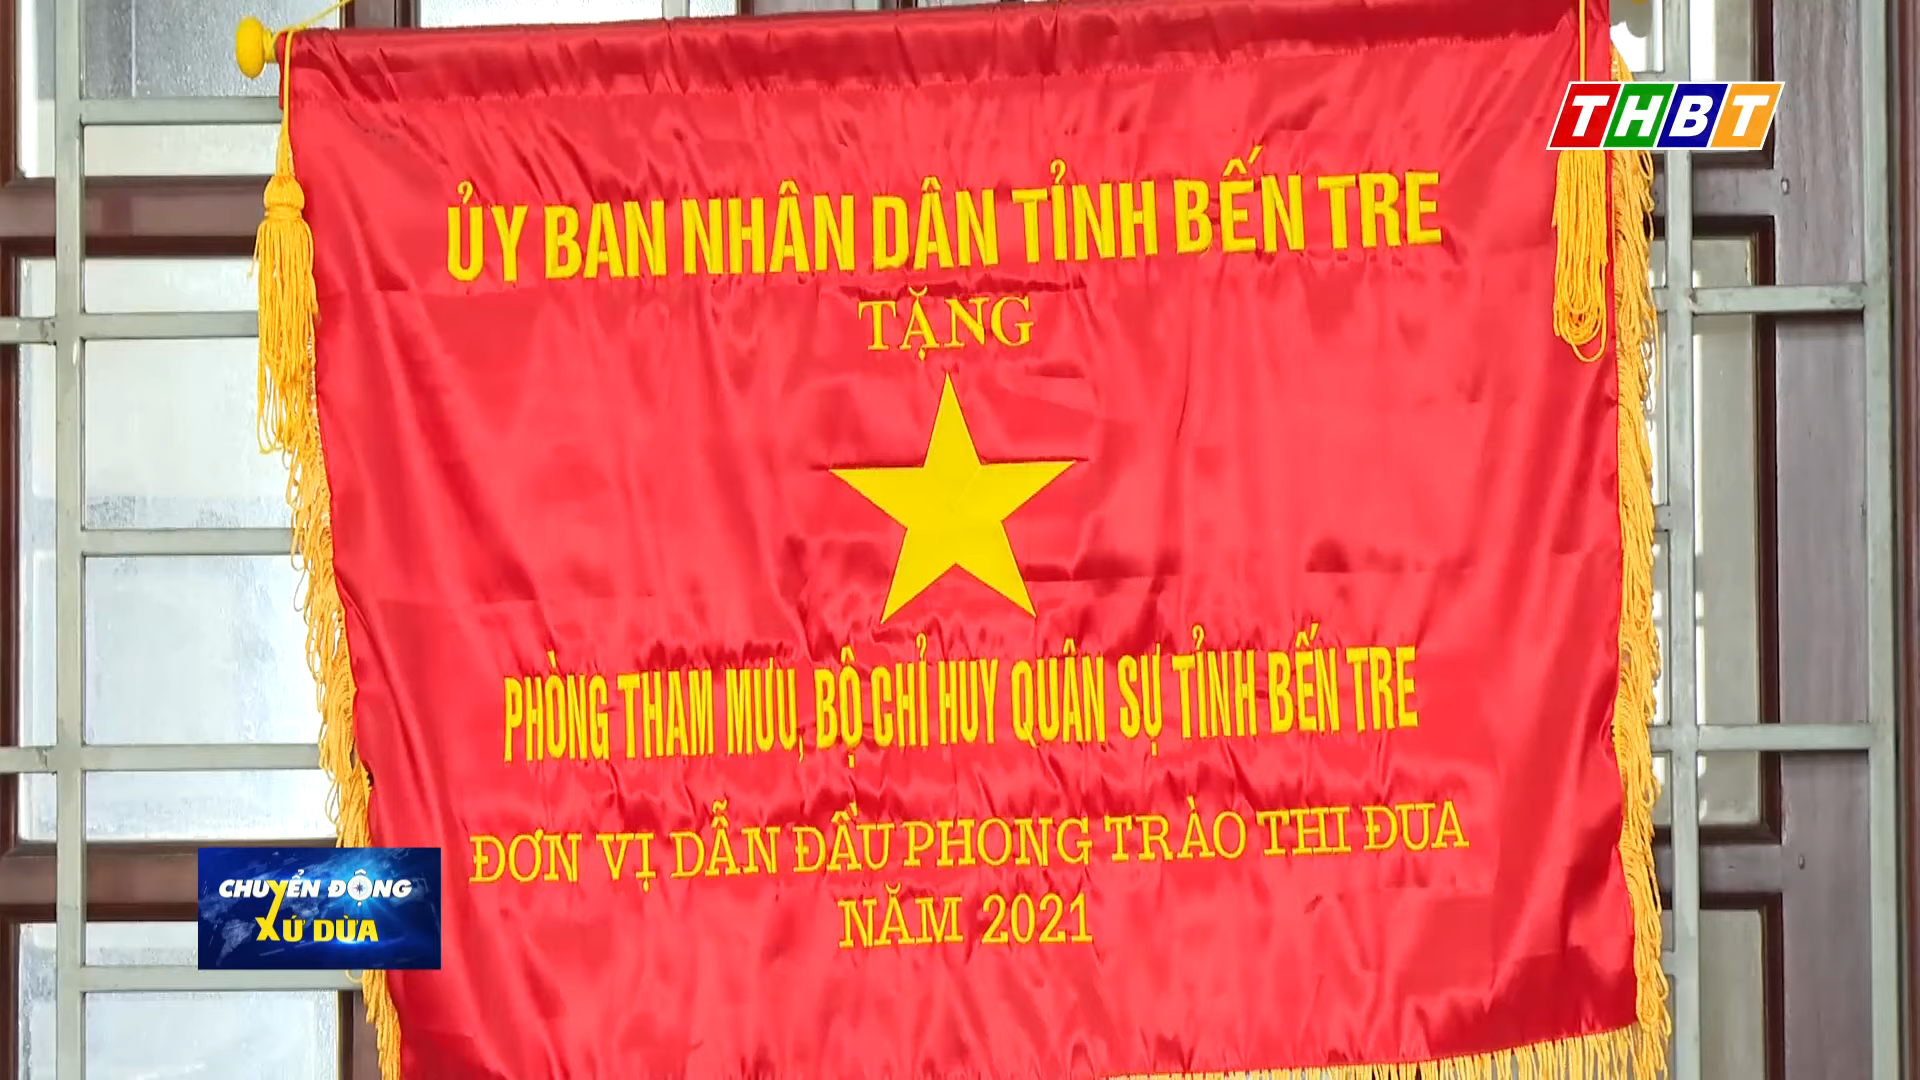 THBT
ỦY BAN NHÂN DÂN TỈNH BẾN TRE
TẶNG
PHÒNG THAM MƯU, BỘ CHỈ HUY QUÂN SỰ TỈNH BẾN TRE
ĐƠN VỊ DẪN ĐẦU PHONG TRÀO THI ĐUA
NĂM 2021
CHUYỂN ĐỘNG
XỨ DỪA